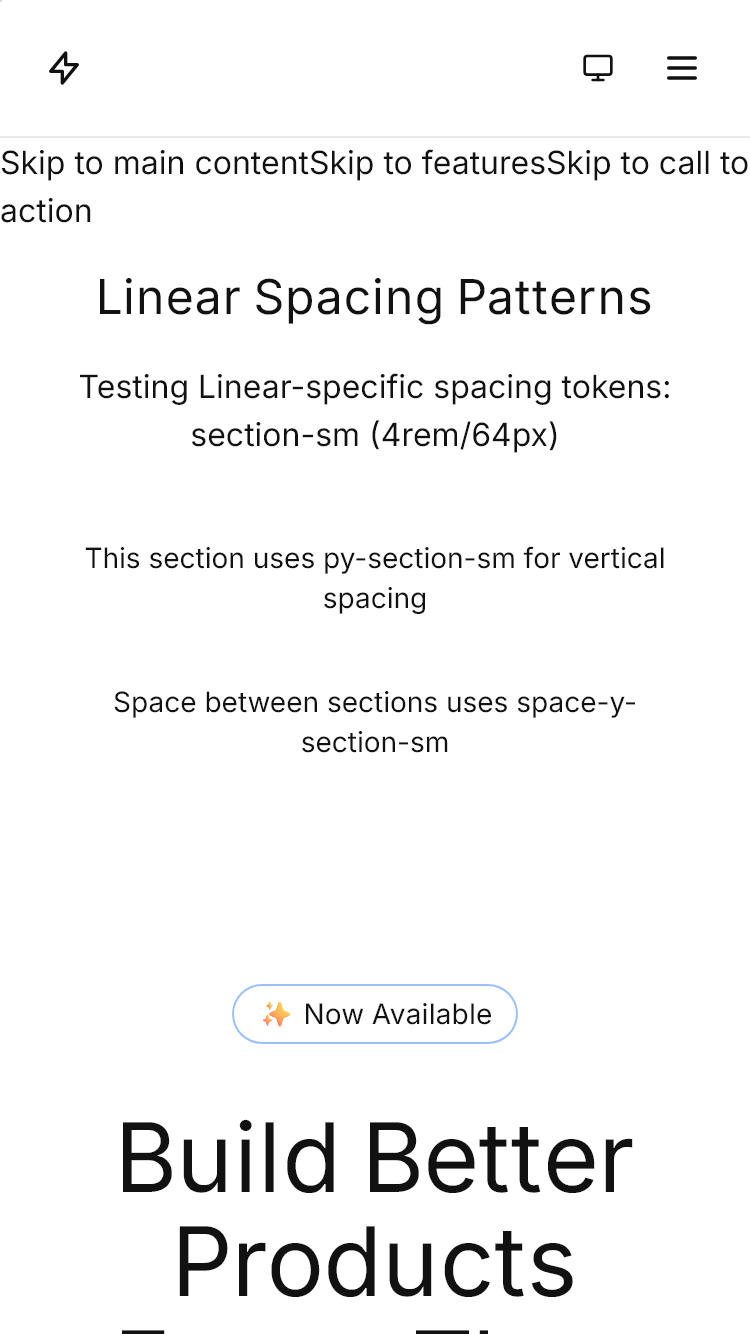 Skip to main contentSkip to featuresSkip to call to
action
Linear Spacing Patterns
Testing Linear-specific spacing tokens:
section-sm (4rem/64px)
This section uses py-section-sm for vertical
spacing
Space between sections uses space-y-
section-sm
✨ Now Available
Build Better
Products